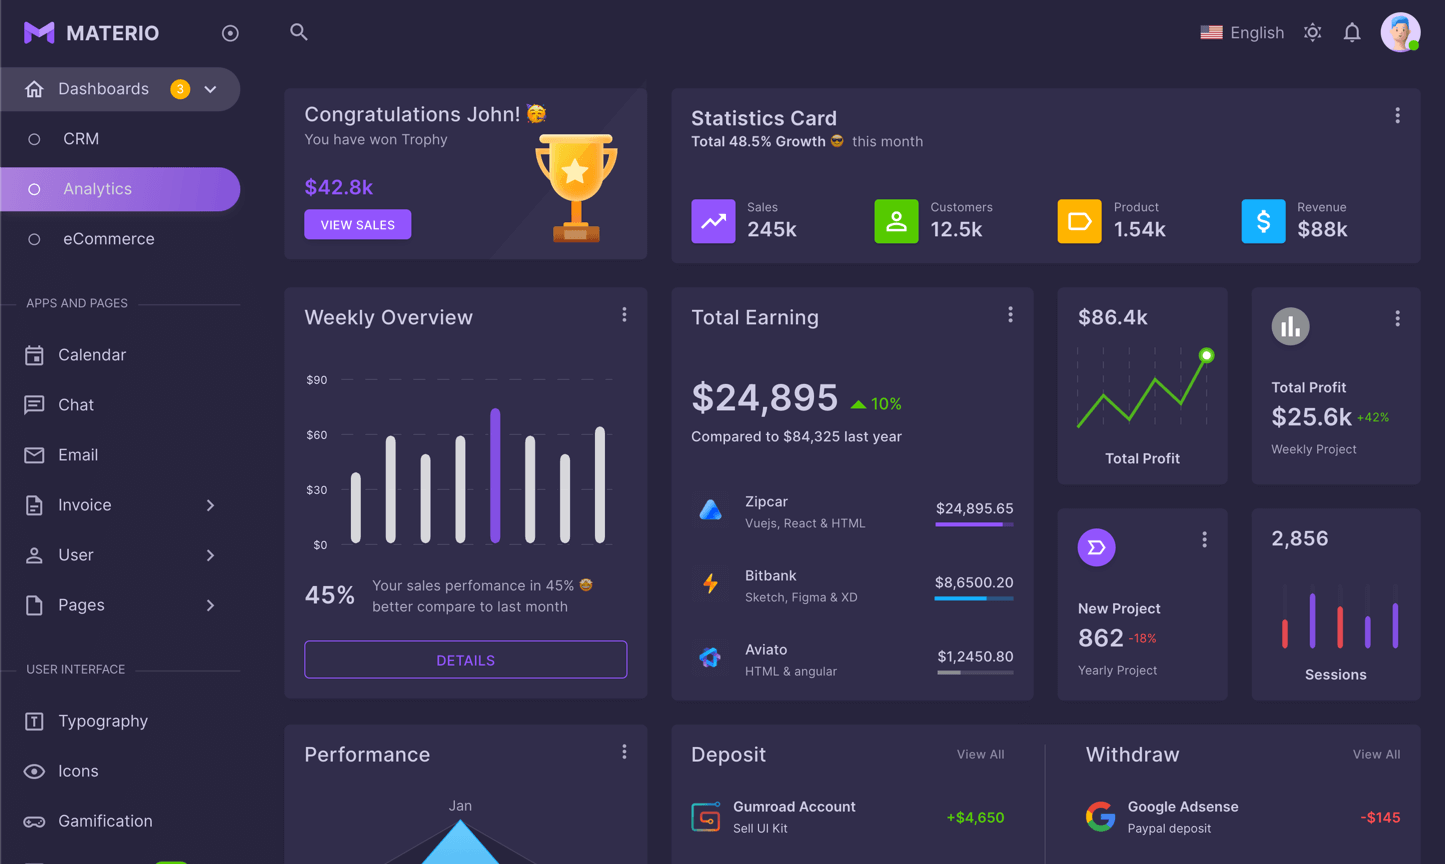 MATERIO
English
Dashboards 3
CRM
Analytics
eCommerce
APPS AND PAGES
Calendar
Chat
Email
Invoice
User
Pages
USER INTERFACE
Typography
Icons
Gamification
Congratulations John! 🥳
You have won Trophy
$42.8k
VIEW SALES
Statistics Card
Total 48.5% Growth 😎 this month
Sales
245k
Customers
12.5k
Product
1.54k
Revenue
$88k
Weekly Overview
$90
$60
$30
$0
45%
Your sales perfomance in 45% 🤩
better compare to last month
DETAILS
Total Earning
$24,895 10%
Compared to $84,325 last year
Zipcar
Vuejs, React & HTML
$24,895.65
Bitbank
Sketch, Figma & XD
$8,6500.20
Aviato
HTML & angular
$1,2450.80
$86.4k
Total Profit
Total Profit
$25.6k +42%
Weekly Project
New Project
862 -18%
Yearly Project
2,856
Sessions
Performance
Jan
Deposit
View All
Gumroad Account
Sell UI Kit
+$4,650
Withdraw
View All
Google Adsense
Paypal deposit
-$145